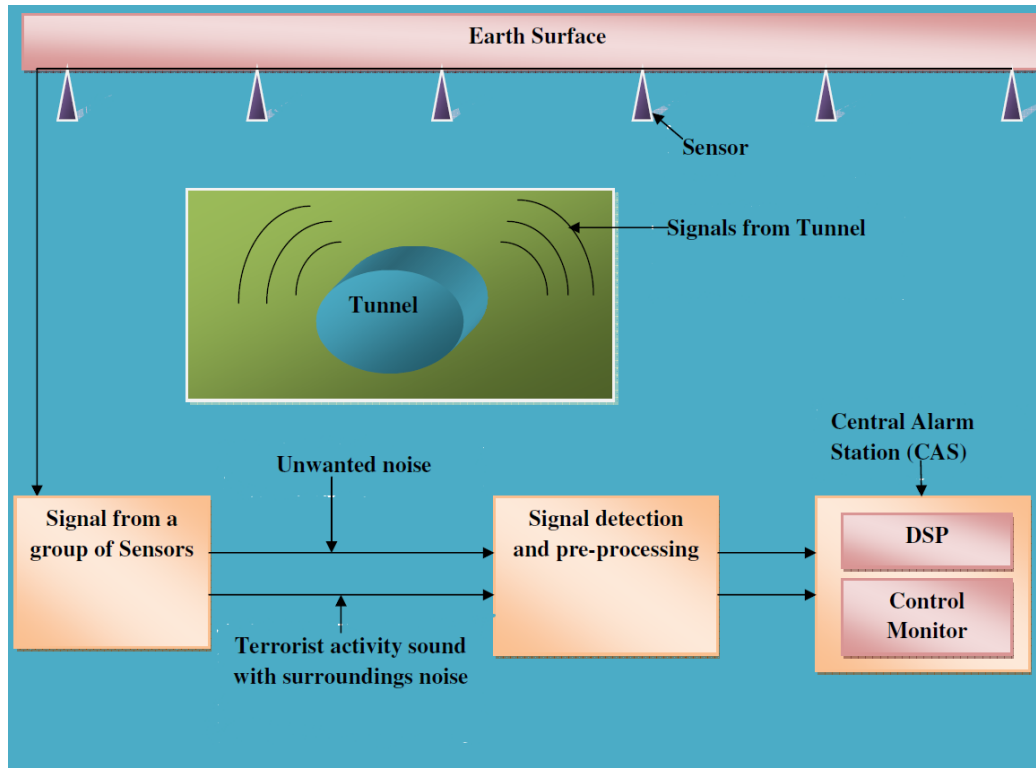 Earth Surface
Sensor
Signals from Tunnel
Tunnel
Central Alarm
Station (CAS)
Unwanted noise
Signal from a
group of Sensors
Signal detection
and pre-processing
DSP
Control
Monitor
Terrorist activity sound
with surroundings noise